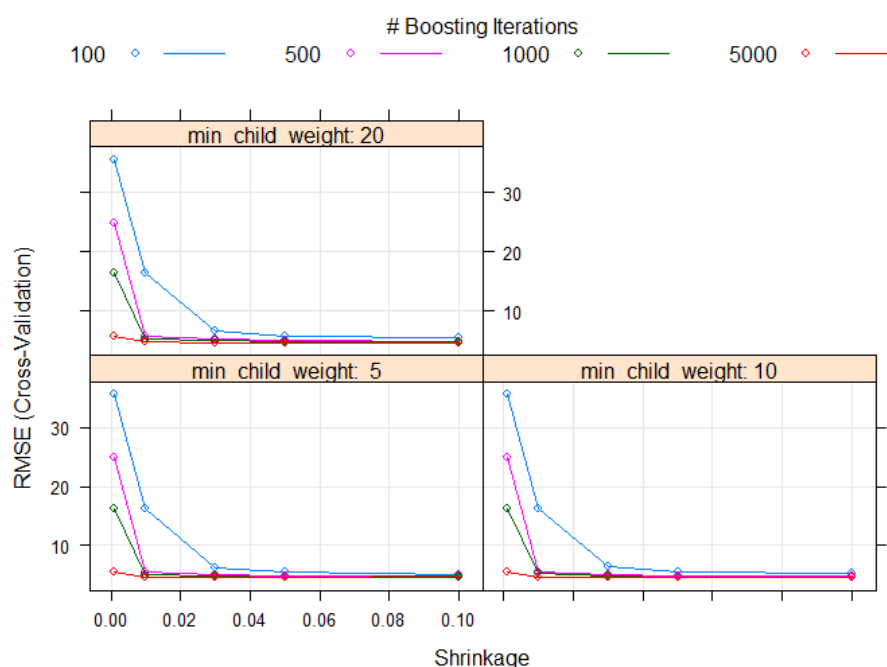 # Boosting Iterations
100 500 1000 5000
min_child_weight: 20
30
20
10
RMSE (Cross-Validation)
min_child_weight: 5
min_child_weight: 10
30
20
10
0.00 0.02 0.04 0.06 0.08 0.10
Shrinkage